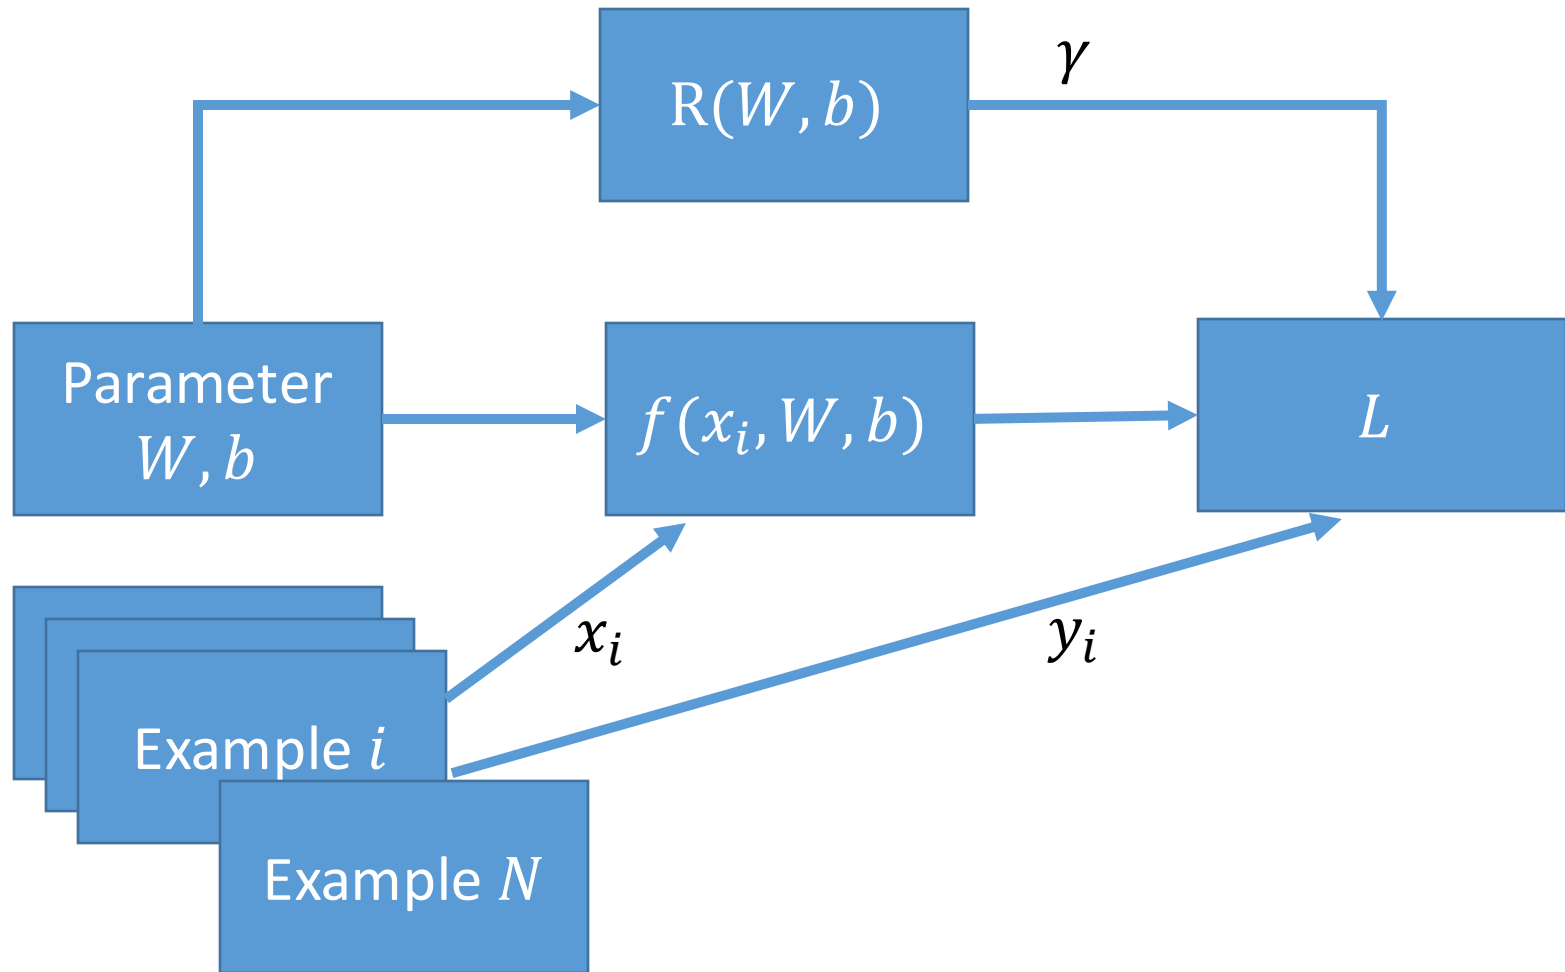 γ
R(W, b)
Parameter
W, b
f(xᵢ, W, b)
L
xᵢ
yᵢ
Example i
Example N